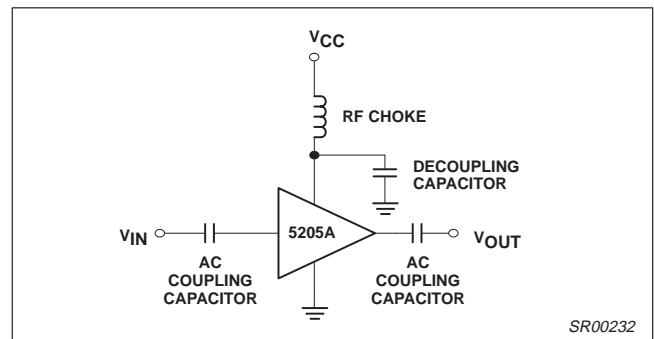 VCC
RF CHOKE
DECOUPLING
CAPACITOR
VIN
5205A
VOUT
AC
COUPLING
CAPACITOR
AC
COUPLING
CAPACITOR
SR00232